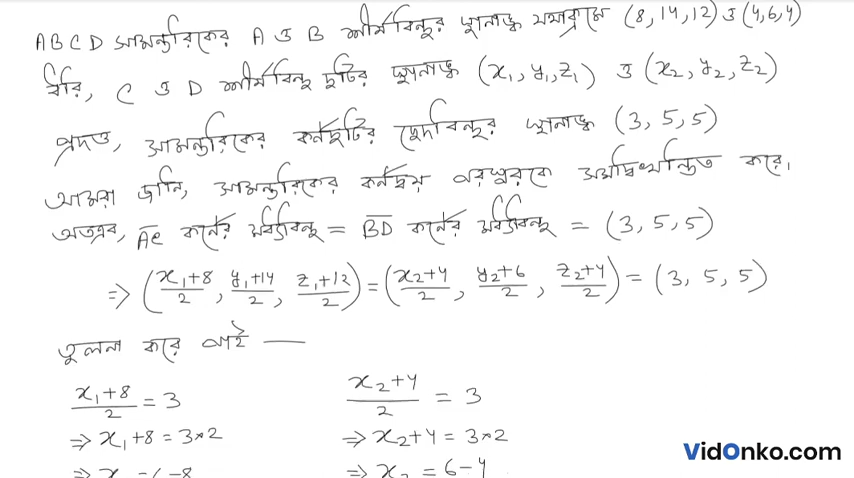 ABCD সামান্তরিকের A ও B শীর্ষবিন্দুর স্থানাঙ্ক যথাক্রমে (8,14,12) ও (4,6,4)
ধরি, C ও D শীর্ষবিন্দু দুটির স্থানাঙ্ক (x₁, y₁, z₁) ও (x₂, y₂, z₂)
প্রদত্ত, সামান্তরিকের কর্ণদুটির ছেদবিন্দুর স্থানাঙ্ক (3, 5, 5)
আমরা জানি, সামান্তরিকের কর্ণদ্বয় পরস্পরকে সমদ্বিখণ্ডিত করে।
অতএব, A̅C̅ কর্ণের মধ্যবিন্দু = B̅D̅ কর্ণের মধ্যবিন্দু = (3, 5, 5)
=> ((x₁+8)/2, (y₁+14)/2, (z₁+12)/2) = ((x₂+4)/2, (y₂+6)/2, (z₂+4)/2) = (3, 5, 5)
তুলনা করে পাই —
(x₁+8)/2 = 3
=> x₁+8 = 3×2
(x₂+4)/2 = 3
=> x₂+4 = 3×2
=> x₂ = 6-4
VidOnko.com